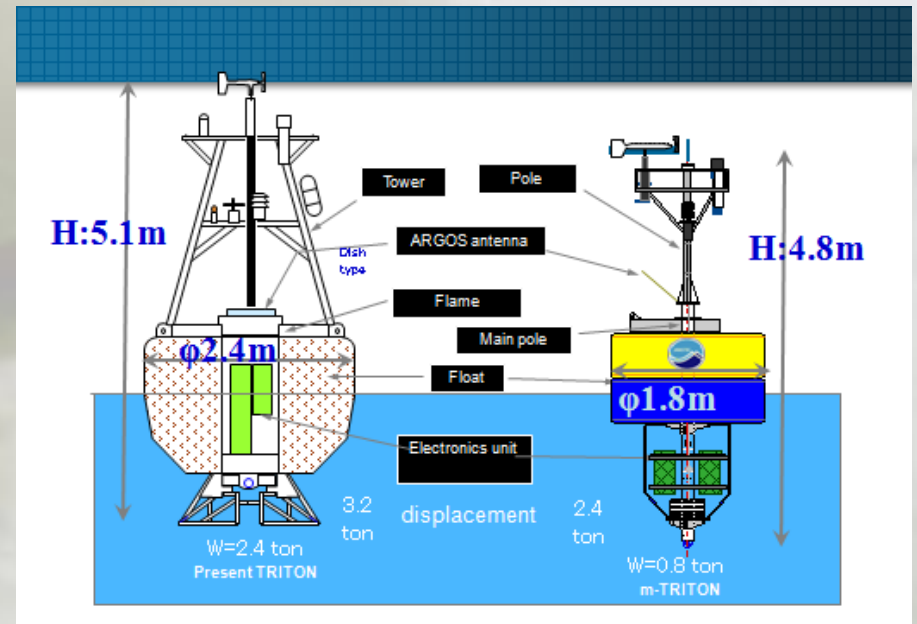 Tower
Pole
H:5.1m
ARGOS antenna
H:4.8m
Dish
type
Flame
Main pole
φ2.4m
Float
φ1.8m
Electronics unit
3.2
ton
displacement
2.4
ton
W=2.4 ton
Present TRITON
W=0.8 ton
m-TRITON